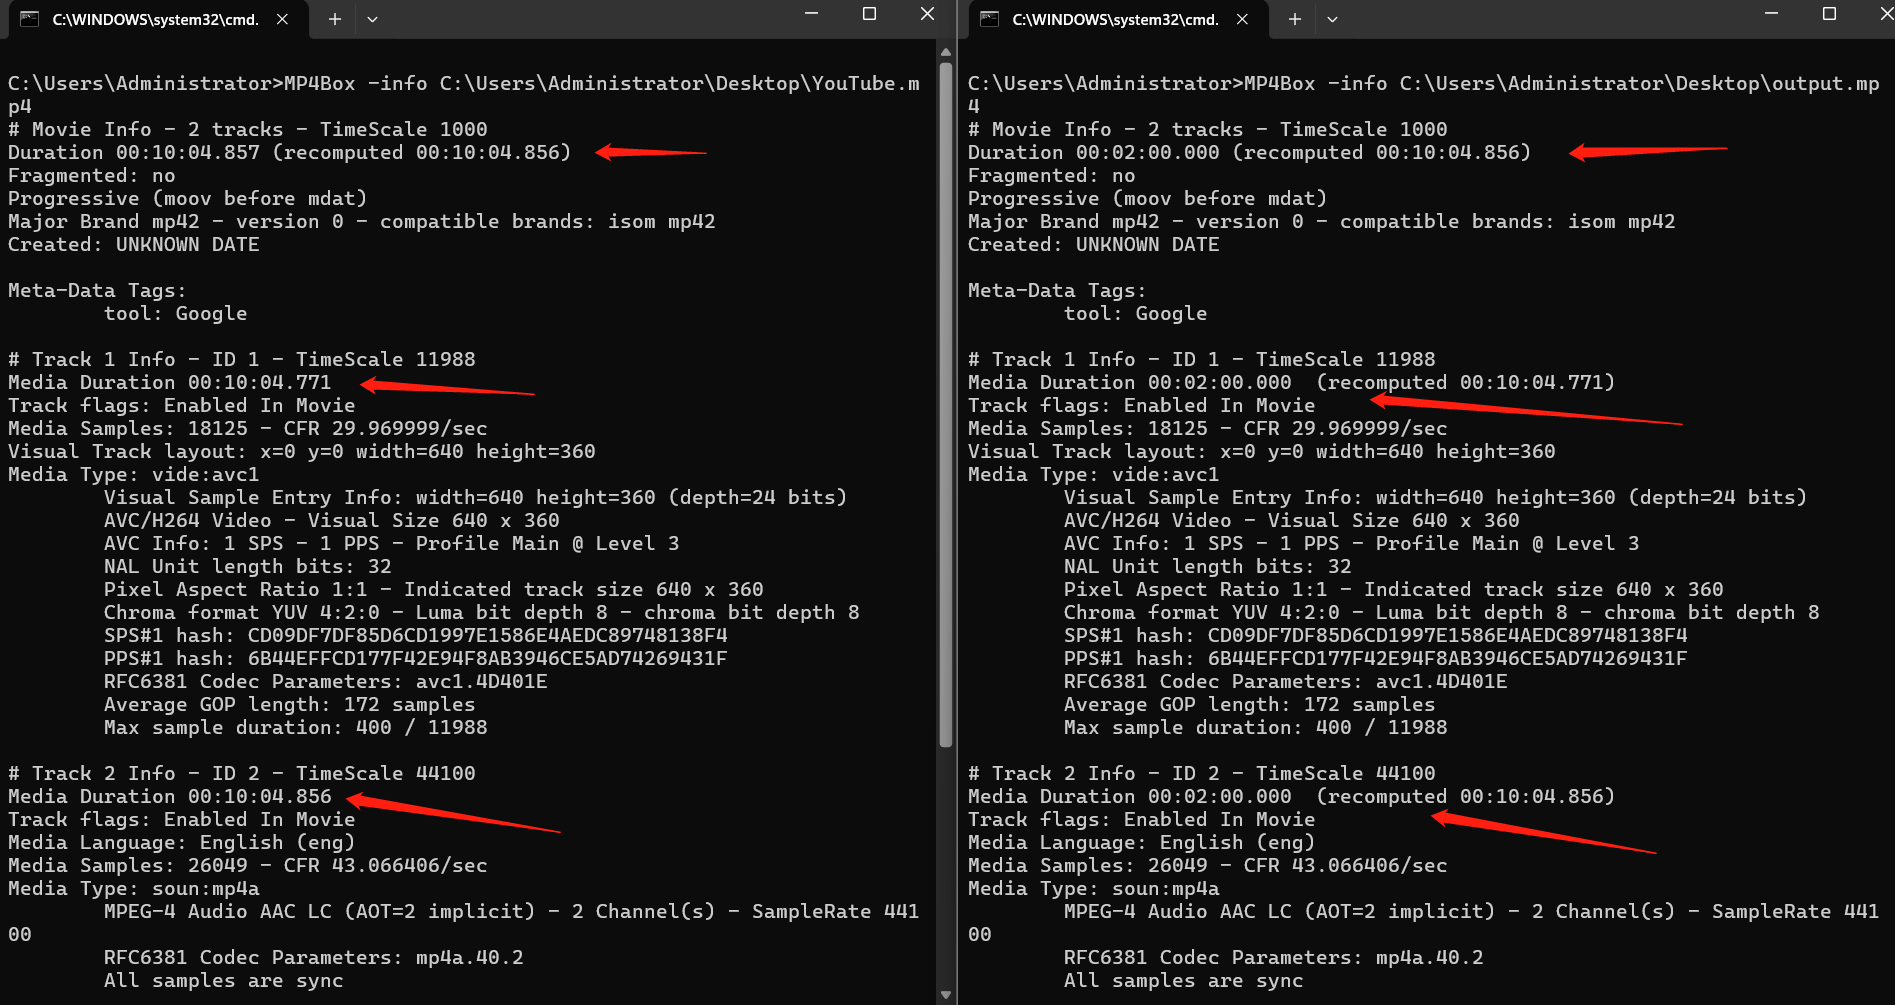 C:\WINDOWS\system32\cmd.
C:\Users\Administrator>MP4Box -info C:\Users\Administrator\Desktop\YouTube.m
p4
# Movie Info - 2 tracks - TimeScale 1000
Duration 00:10:04.857 (recomputed 00:10:04.856)
Fragmented: no
Progressive (moov before mdat)
Major Brand mp42 - version 0 - compatible brands: isom mp42
Created: UNKNOWN DATE
Meta-Data Tags:
tool: Google
# Track 1 Info - ID 1 - TimeScale 11988
Media Duration 00:10:04.771
Track flags: Enabled In Movie
Media Samples: 18125 - CFR 29.969999/sec
Visual Track layout: x=0 y=0 width=640 height=360
Media Type: vide:avc1
Visual Sample Entry Info: width=640 height=360 (depth=24 bits)
AVC/H264 Video - Visual Size 640 x 360
AVC Info: 1 SPS - 1 PPS - Profile Main @ Level 3
NAL Unit length bits: 32
Pixel Aspect Ratio 1:1 - Indicated track size 640 x 360
Chroma format YUV 4:2:0 - Luma bit depth 8 - chroma bit depth 8
SPS#1 hash: CD09DF7DF85D6CD1997E1586E4AEDC89748138F4
PPS#1 hash: 6B44EFFCD177F42E94F8AB3946CE5AD74269431F
RFC6381 Codec Parameters: avc1.4D401E
Average GOP length: 172 samples
Max sample duration: 400 / 11988
# Track 2 Info - ID 2 - TimeScale 44100
Media Duration 00:10:04.856
Track flags: Enabled In Movie
Media Language: English (eng)
Media Samples: 26049 - CFR 43.066406/sec
Media Type: soun:mp4a
MPEG-4 Audio AAC LC (AOT=2 implicit) - 2 Channel(s) - SampleRate 441
00
RFC6381 Codec Parameters: mp4a.40.2
All samples are sync
C:\WINDOWS\system32\cmd.
C:\Users\Administrator>MP4Box -info C:\Users\Administrator\Desktop\output.mp
4
# Movie Info - 2 tracks - TimeScale 1000
Duration 00:02:00.000 (recomputed 00:10:04.856)
Fragmented: no
Progressive (moov before mdat)
Major Brand mp42 - version 0 - compatible brands: isom mp42
Created: UNKNOWN DATE
Meta-Data Tags:
tool: Google
# Track 1 Info - ID 1 - TimeScale 11988
Media Duration 00:02:00.000  (recomputed 00:10:04.771)
Track flags: Enabled In Movie
Media Samples: 18125 - CFR 29.969999/sec
Visual Track layout: x=0 y=0 width=640 height=360
Media Type: vide:avc1
Visual Sample Entry Info: width=640 height=360 (depth=24 bits)
AVC/H264 Video - Visual Size 640 x 360
AVC Info: 1 SPS - 1 PPS - Profile Main @ Level 3
NAL Unit length bits: 32
Pixel Aspect Ratio 1:1 - Indicated track size 640 x 360
Chroma format YUV 4:2:0 - Luma bit depth 8 - chroma bit depth 8
SPS#1 hash: CD09DF7DF85D6CD1997E1586E4AEDC89748138F4
PPS#1 hash: 6B44EFFCD177F42E94F8AB3946CE5AD74269431F
RFC6381 Codec Parameters: avc1.4D401E
Average GOP length: 172 samples
Max sample duration: 400 / 11988
# Track 2 Info - ID 2 - TimeScale 44100
Media Duration 00:02:00.000  (recomputed 00:10:04.856)
Track flags: Enabled In Movie
Media Language: English (eng)
Media Samples: 26049 - CFR 43.066406/sec
Media Type: soun:mp4a
MPEG-4 Audio AAC LC (AOT=2 implicit) - 2 Channel(s) - SampleRate 441
00
RFC6381 Codec Parameters: mp4a.40.2
All samples are sync